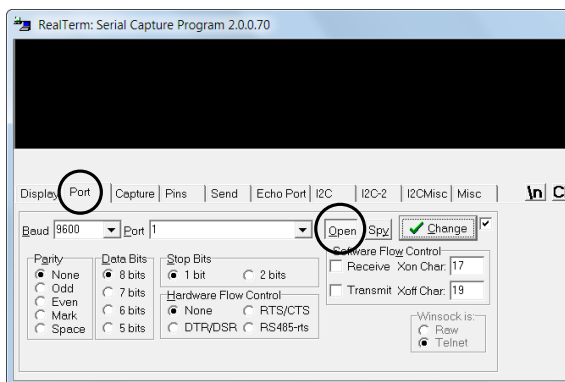 RealTerm: Serial Capture Program 2.0.0.70
Display Port Capture Pins Send Echo Port I2C I2C-2 I2CMisc Misc \n
Baud 9600 Port 1 Open Spy Change
Parity Data Bits Stop Bits Software Flow Control
None 8 bits 1 bit 2 bits Receive Xon Char: 17
Odd 7 bits Hardware Flow Control Transmit Xoff Char: 19
Even 6 bits None RTS/CTS Winsock is:
Mark 5 bits DTR/DSR RS485-rts Raw
Space Telnet